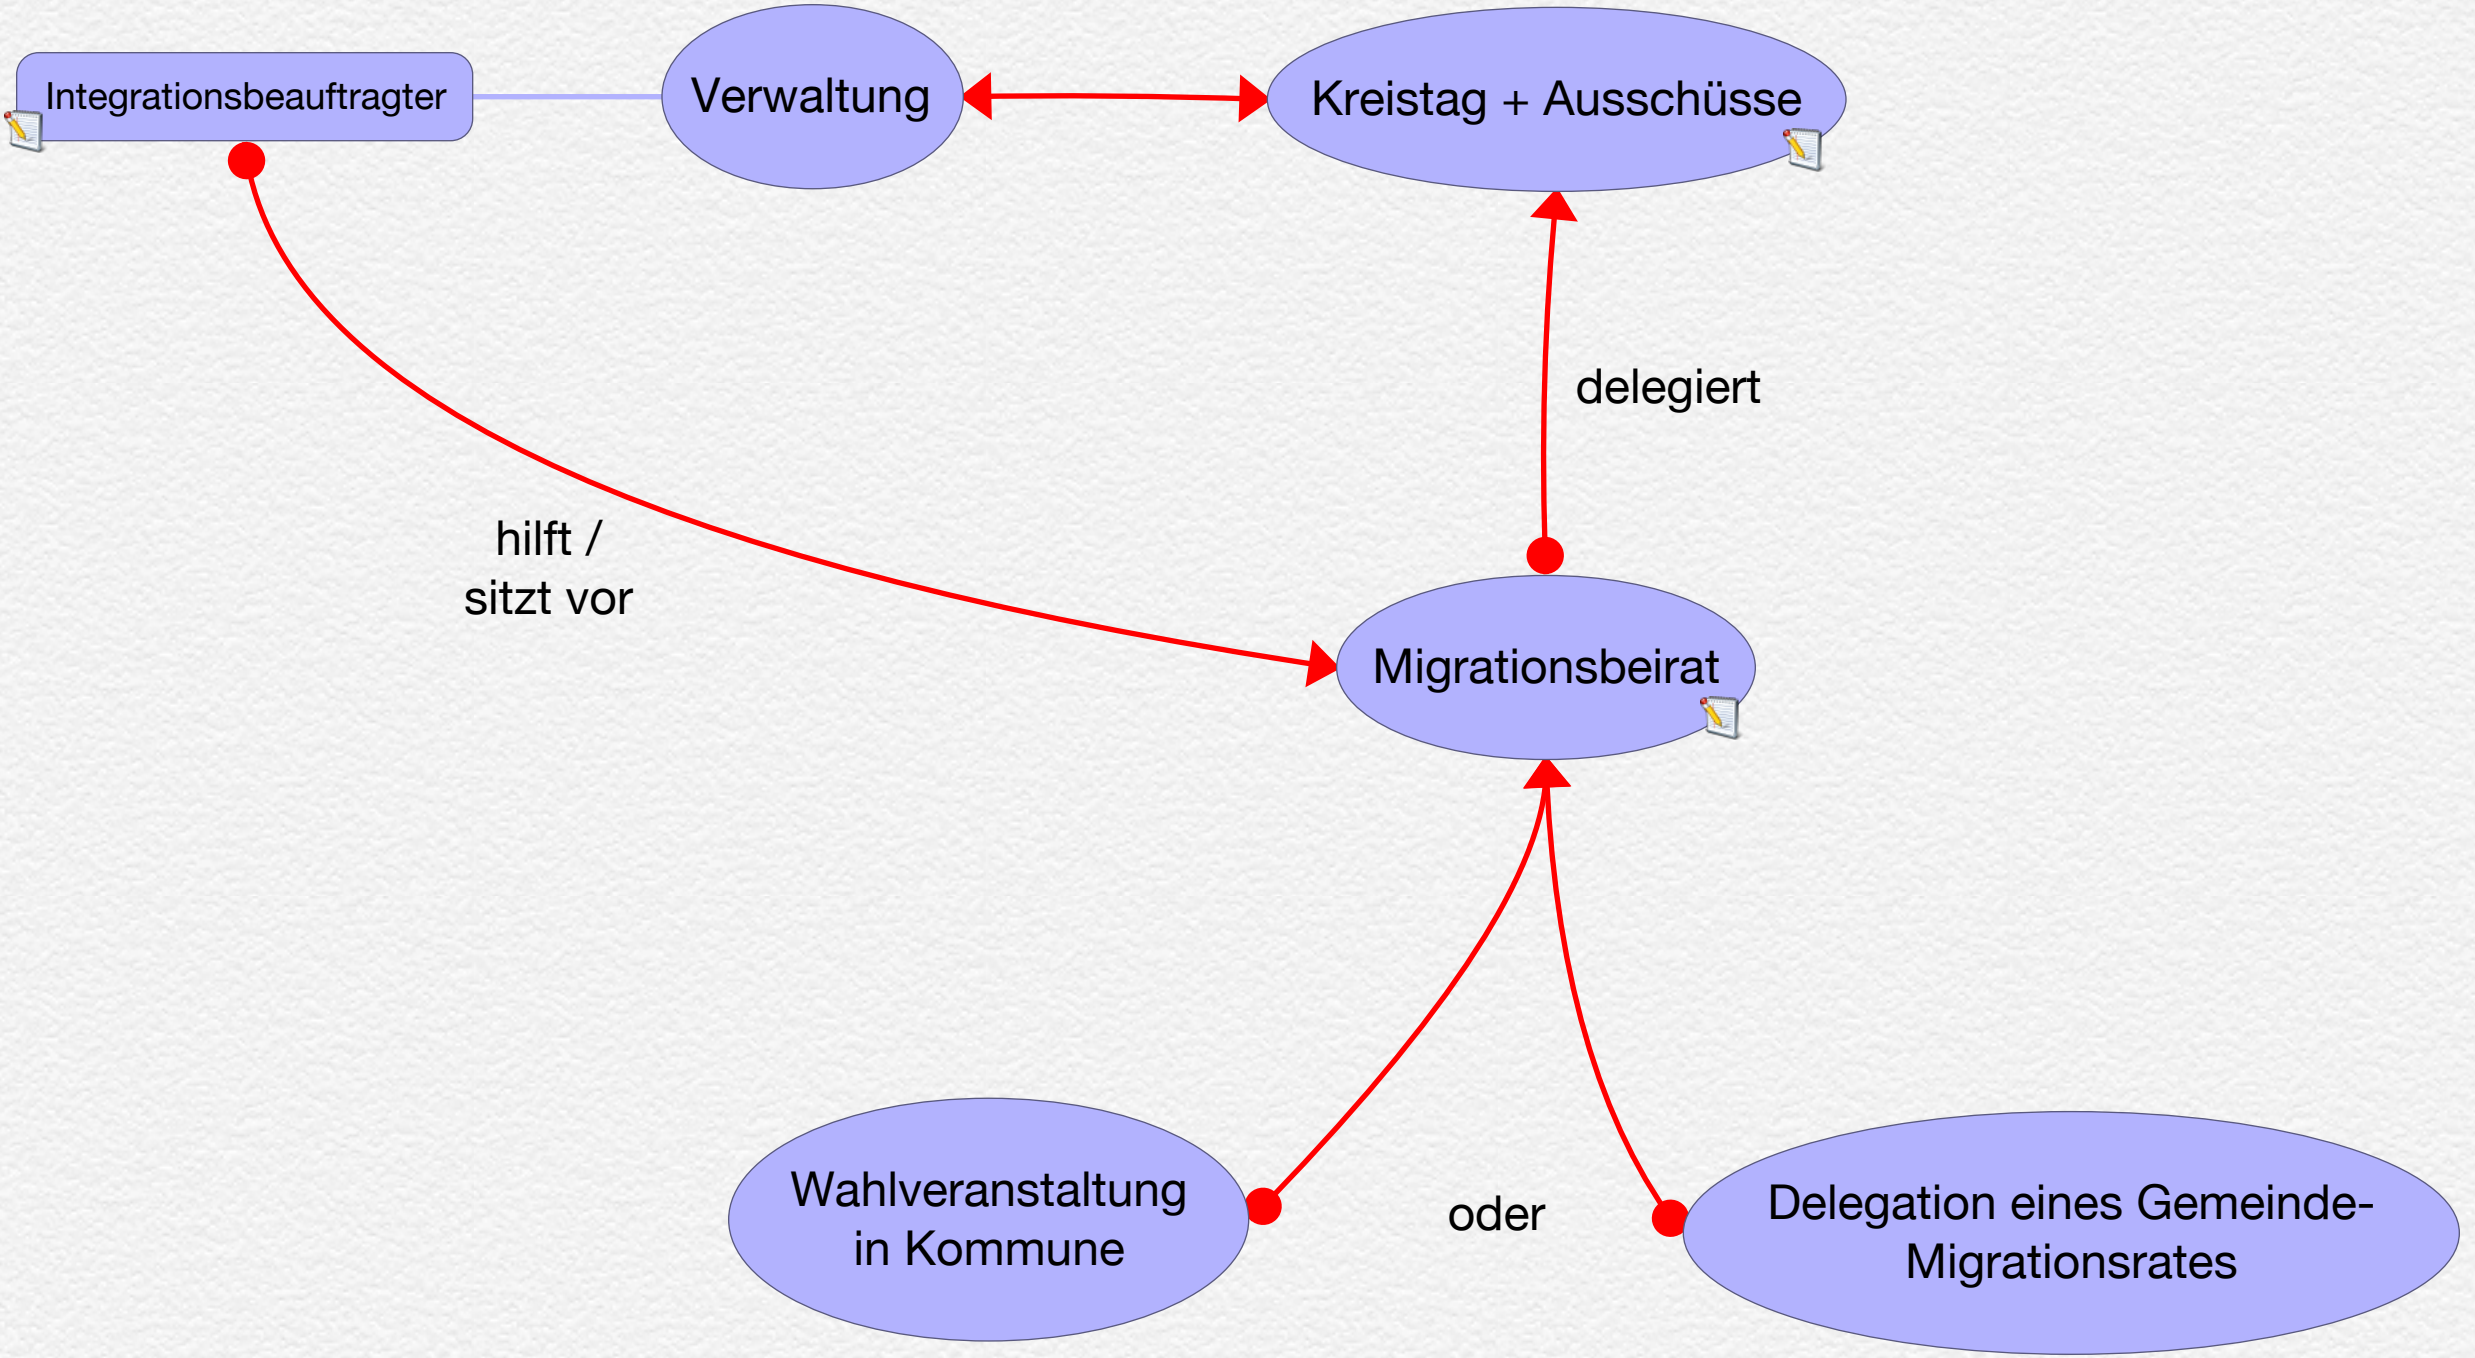 Integrationsbeauftragter
Verwaltung
Kreistag + Ausschüsse
delegiert
hilft /
sitzt vor
Migrationsbeirat
Wahlveranstaltung
in Kommune
oder
Delegation eines Gemeinde-
Migrationsrates